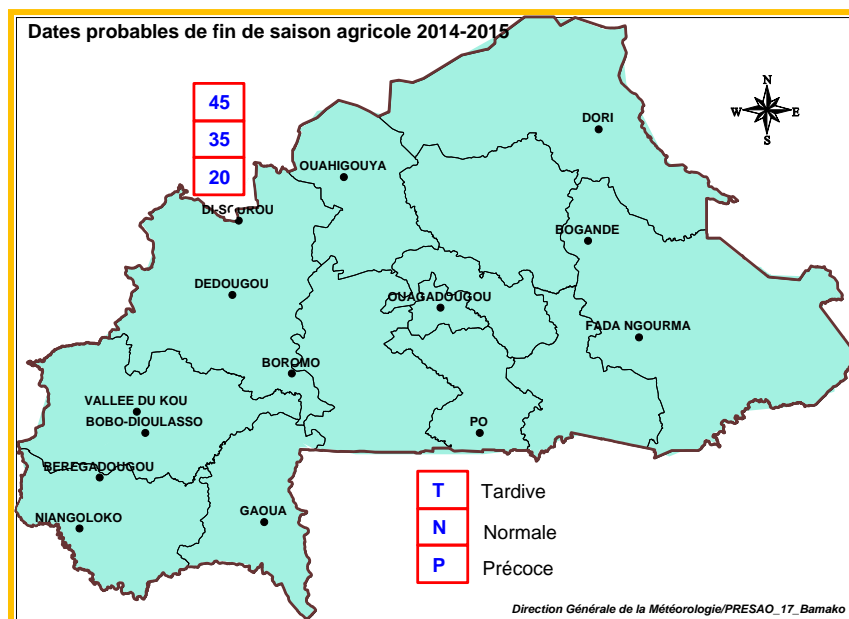 Dates probables de fin de saison agricole 2014-2015
45
35
20
N
W E
S
DORI
OUAHIGOUYA
DI-SOUROU
BOGANDE
DEDOUGOU
OUAGADOUGOU
FADA NGOURMA
BOROMO
VALLEE DU KOU
BOBO-DIOULASSO
PO
BEREGADOUGOU
NIANGOLOKO
GAOUA
T Tardive
N Normale
P Précoce
Direction Générale de la Météorologie/PRESAO_17_Bamako